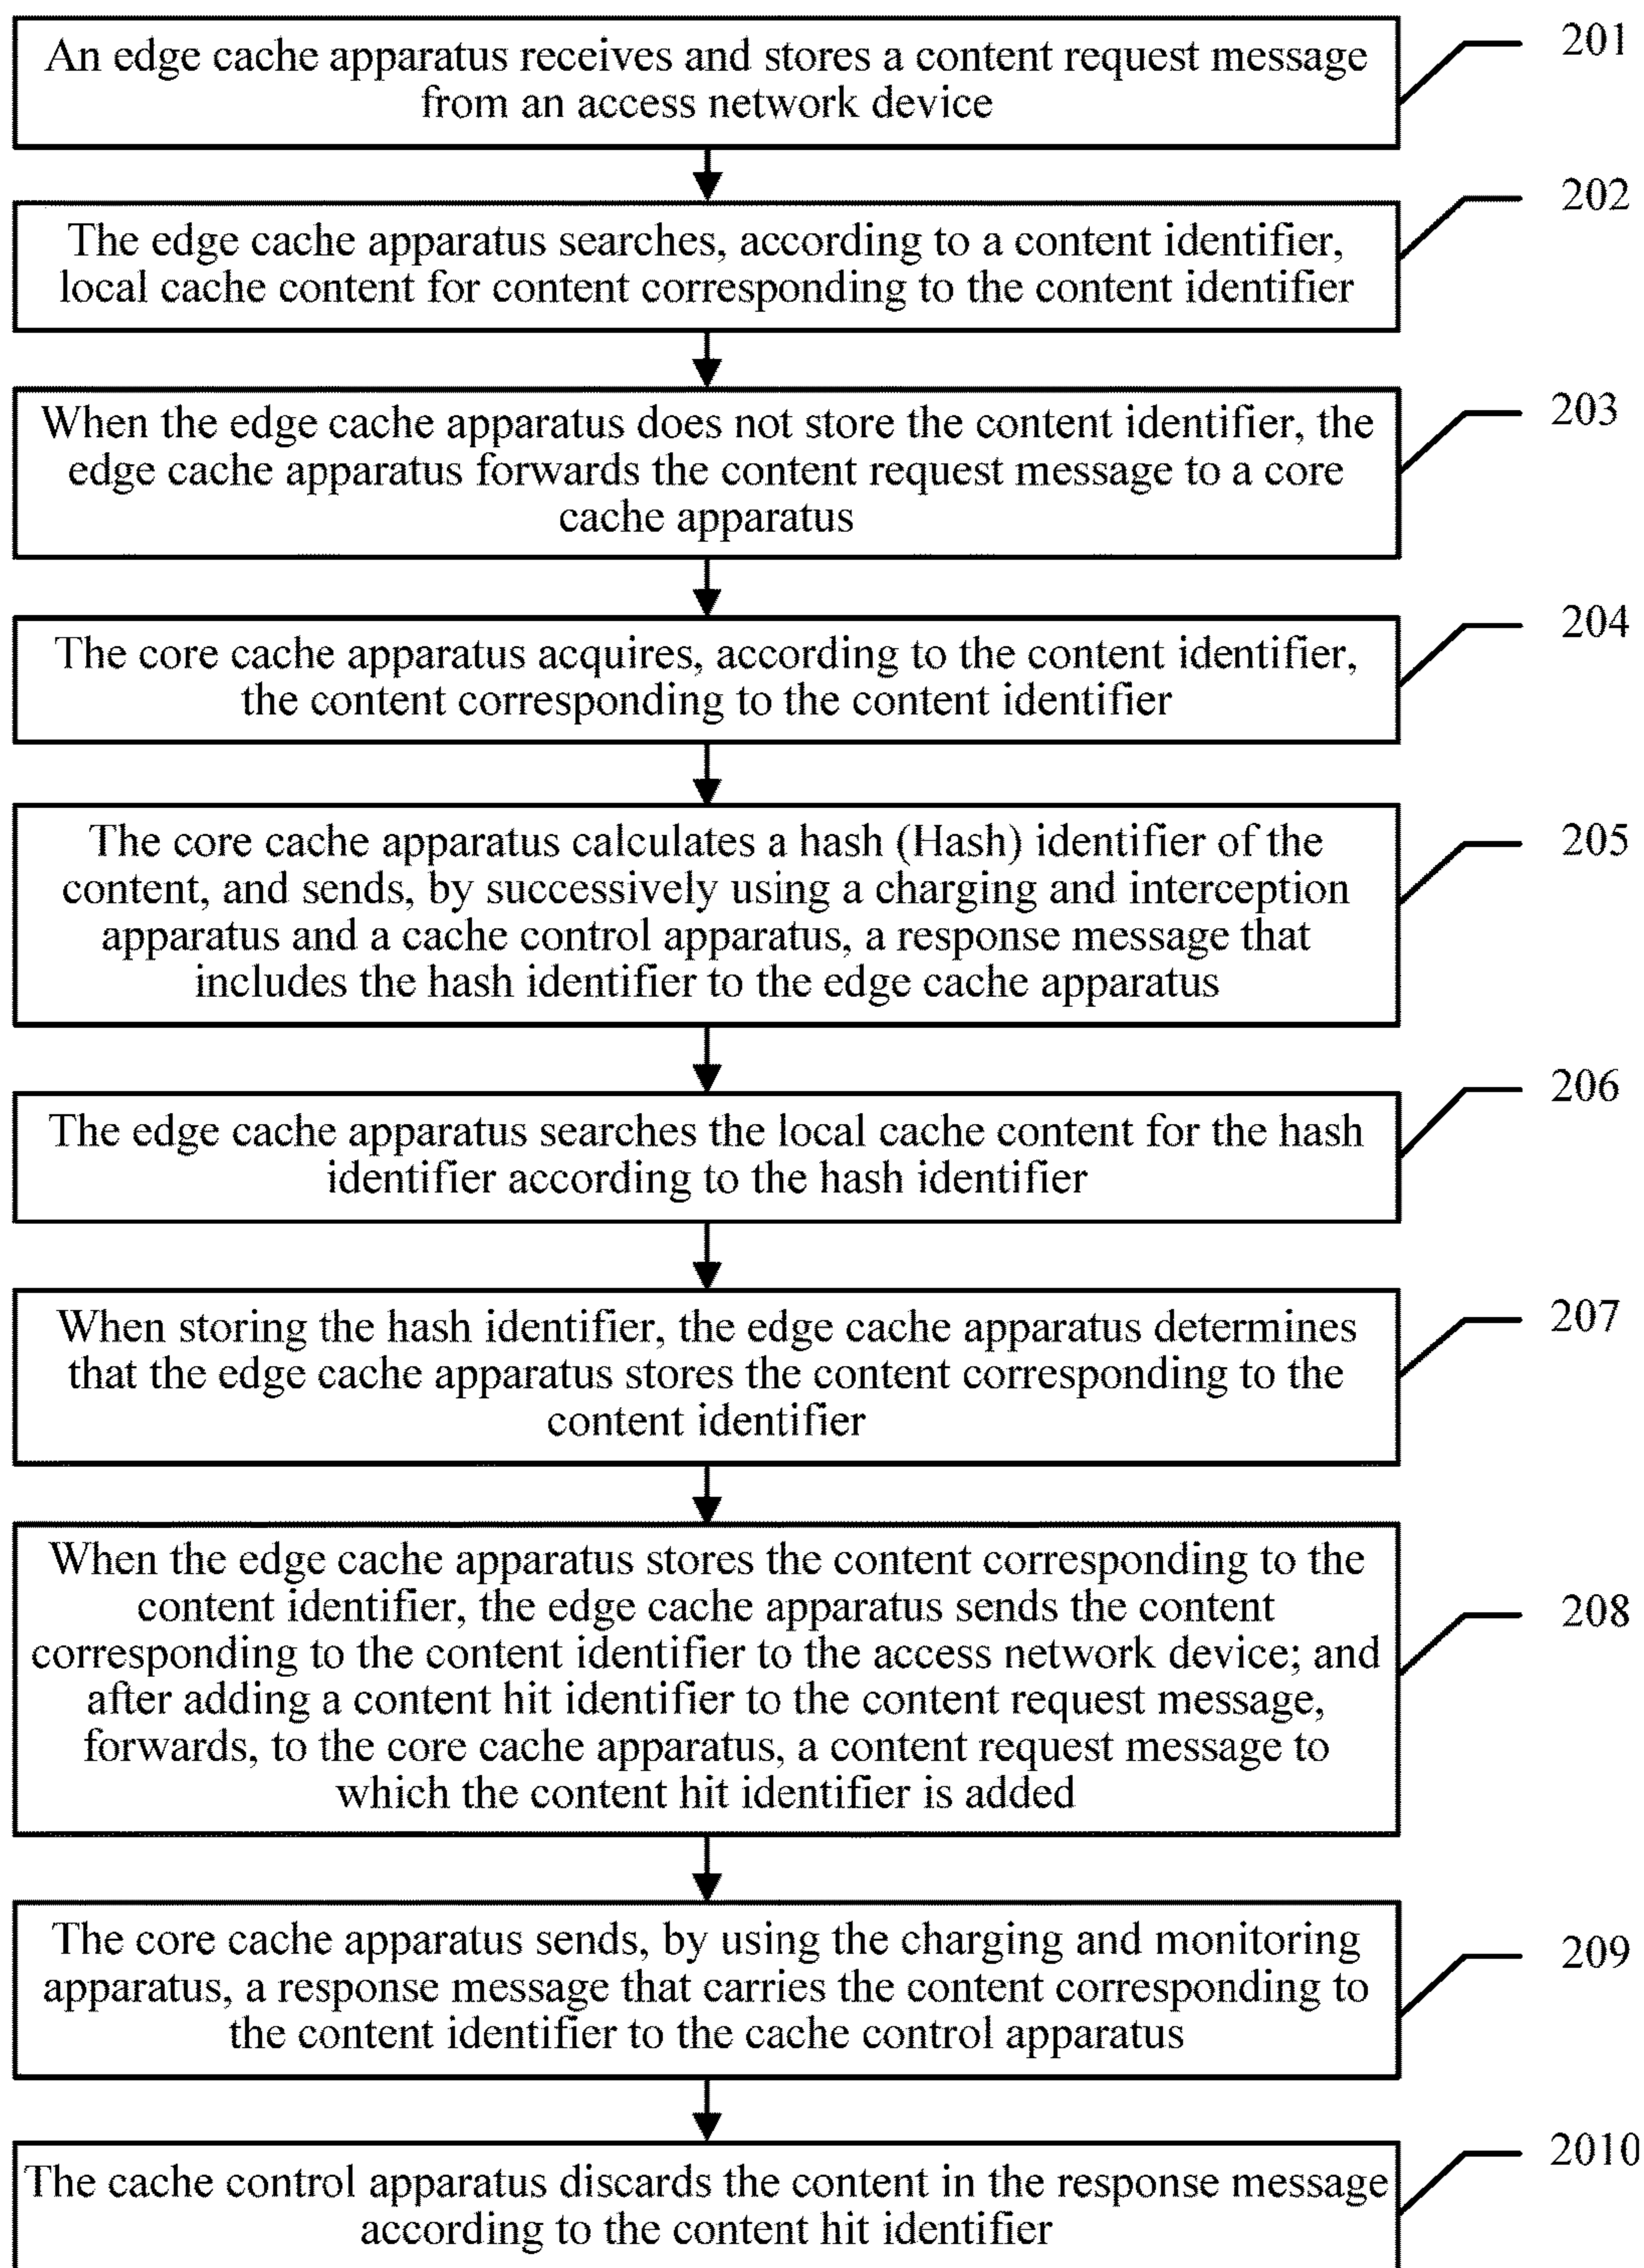 An edge cache apparatus receives and stores a content request message
from an access network device
201
The edge cache apparatus searches, according to a content identifier,
local cache content for content corresponding to the content identifier
202
When the edge cache apparatus does not store the content identifier, the
edge cache apparatus forwards the content request message to a core
cache apparatus
203
The core cache apparatus acquires, according to the content identifier,
the content corresponding to the content identifier
204
The core cache apparatus calculates a hash (Hash) identifier of the
content, and sends, by successively using a charging and interception
apparatus and a cache control apparatus, a response message that
includes the hash identifier to the edge cache apparatus
205
The edge cache apparatus searches the local cache content for the hash
identifier according to the hash identifier
206
When storing the hash identifier, the edge cache apparatus determines
that the edge cache apparatus stores the content corresponding to the
content identifier
207
When the edge cache apparatus stores the content corresponding to the
content identifier, the edge cache apparatus sends the content
corresponding to the content identifier to the access network device; and
after adding a content hit identifier to the content request message,
forwards, to the core cache apparatus, a content request message to
which the content hit identifier is added
208
The core cache apparatus sends, by using the charging and monitoring
apparatus, a response message that carries the content corresponding to
the content identifier to the cache control apparatus
209
The cache control apparatus discards the content in the response message
according to the content hit identifier
2010